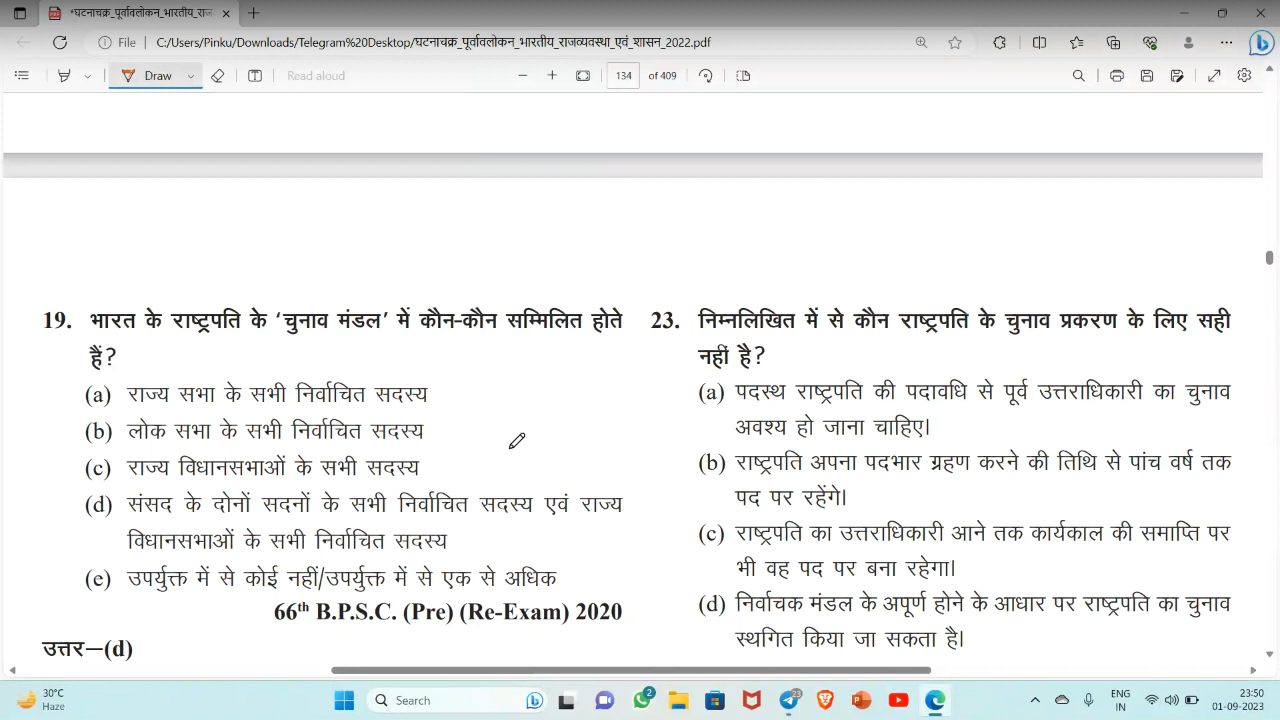 *घटनाचक्र_पूर्वावलोकन_भारतीय_राज
File
C:/Users/Pinku/Downloads/Telegram%20Desktop/घटनाचक्र_पूर्वावलोकन_भारतीय_राजव्यवस्था_एवं_शासन_2022.pdf
Draw
Read aloud
134 of 409
19. भारत के राष्ट्रपति के ‘चुनाव मंडल’ में कौन-कौन सम्मिलित होते
हैं?
(a) राज्य सभा के सभी निर्वाचित सदस्य
(b) लोक सभा के सभी निर्वाचित सदस्य
(c) राज्य विधानसभाओं के सभी सदस्य
(d) संसद के दोनों सदनों के सभी निर्वाचित सदस्य एवं राज्य
विधानसभाओं के सभी निर्वाचित सदस्य
(e) उपर्युक्त में से कोई नहीं/उपर्युक्त में से एक से अधिक
66th B.P.S.C. (Pre) (Re-Exam) 2020
उत्तर–(d)
23. निम्नलिखित में से कौन राष्ट्रपति के चुनाव प्रकरण के लिए सही
नहीं है?
(a) पदस्थ राष्ट्रपति की पदावधि से पूर्व उत्तराधिकारी का चुनाव
अवश्य हो जाना चाहिए।
(b) राष्ट्रपति अपना पदभार ग्रहण करने की तिथि से पांच वर्ष तक
पद पर रहेंगे।
(c) राष्ट्रपति का उत्तराधिकारी आने तक कार्यकाल की समाप्ति पर
भी वह पद पर बना रहेगा।
(d) निर्वाचक मंडल के अपूर्ण होने के आधार पर राष्ट्रपति का चुनाव
स्थगित किया जा सकता है।
30°C
Haze
Search
2
23
ENG
IN
23:50
01-09-2023